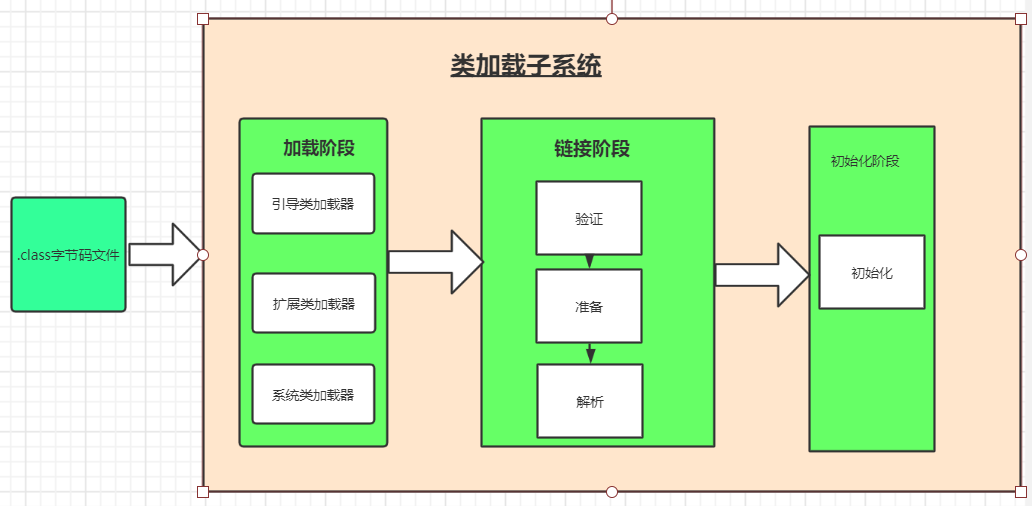 类加载子系统
.class字节码文件
加载阶段
引导类加载器
扩展类加载器
系统类加载器
链接阶段
验证
准备
解析
初始化阶段
初始化